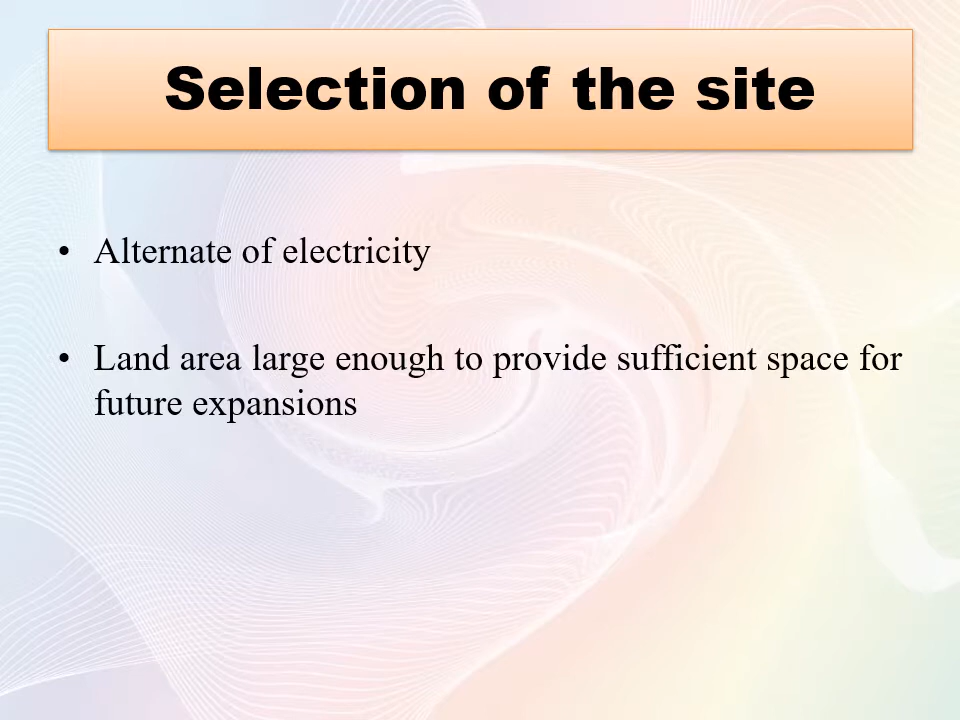 Selection of the site
• Alternate of electricity
• Land area large enough to provide sufficient space for
future expansions